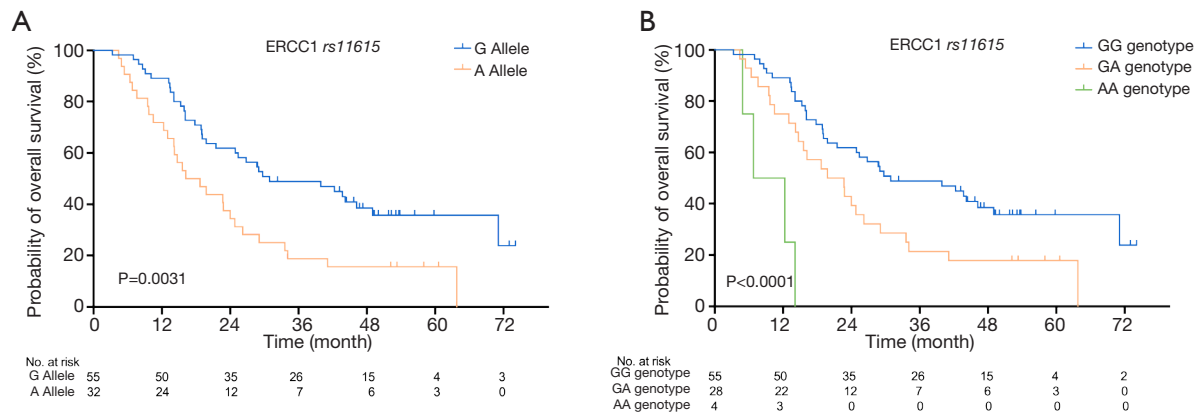 A
ERCC1 rs11615
G Allele
A Allele
Probability of overall survival (%)
100
80
60
40
20
0
P=0.0031
0 12 24 36 48 60 72
Time (month)
No. at risk
G Allele 55 50 35 26 15 4 3
A Allele 32 24 12 7 6 3 0
B
ERCC1 rs11615
GG genotype
GA genotype
AA genotype
Probability of overall survival (%)
100
80
60
40
20
0
P<0.0001
0 12 24 36 48 60 72
Time (month)
No. at risk
GG genotype 55 50 35 26 15 4 2
GA genotype 28 22 12 7 6 3 0
AA genotype 4 3 0 0 0 0 0